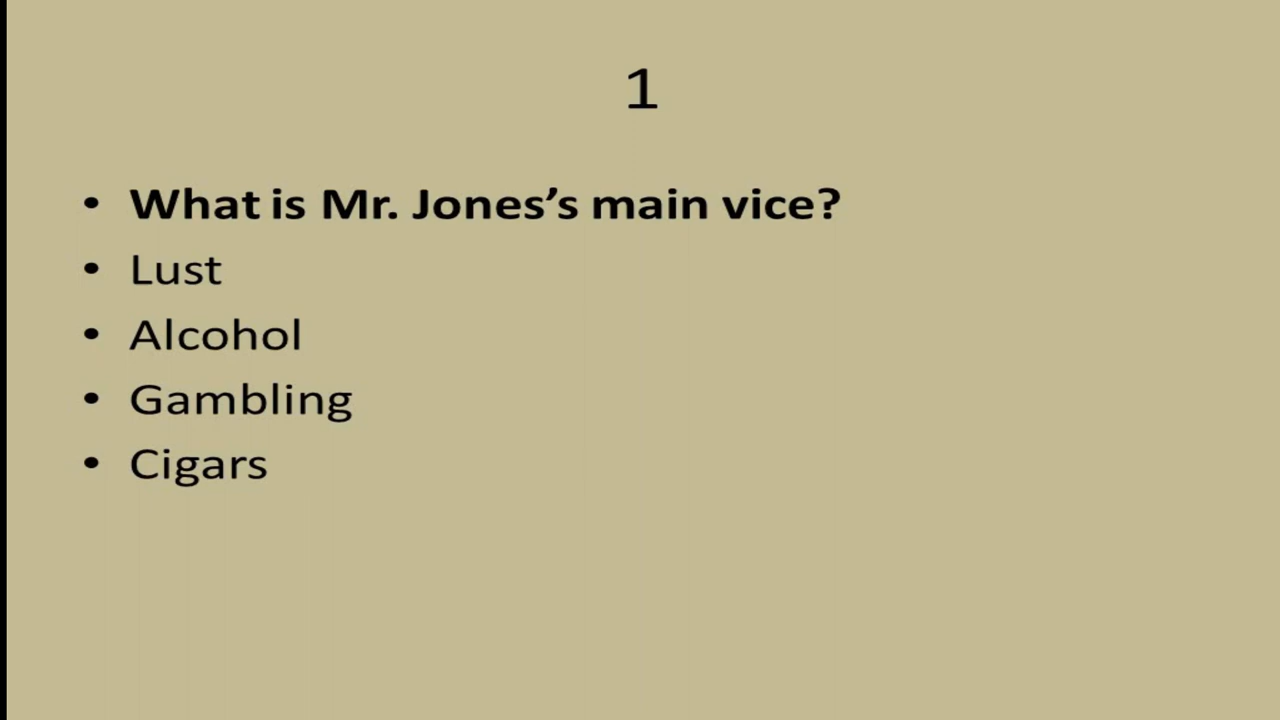 1
• What is Mr. Jones’s main vice?
• Lust
• Alcohol
• Gambling
• Cigars